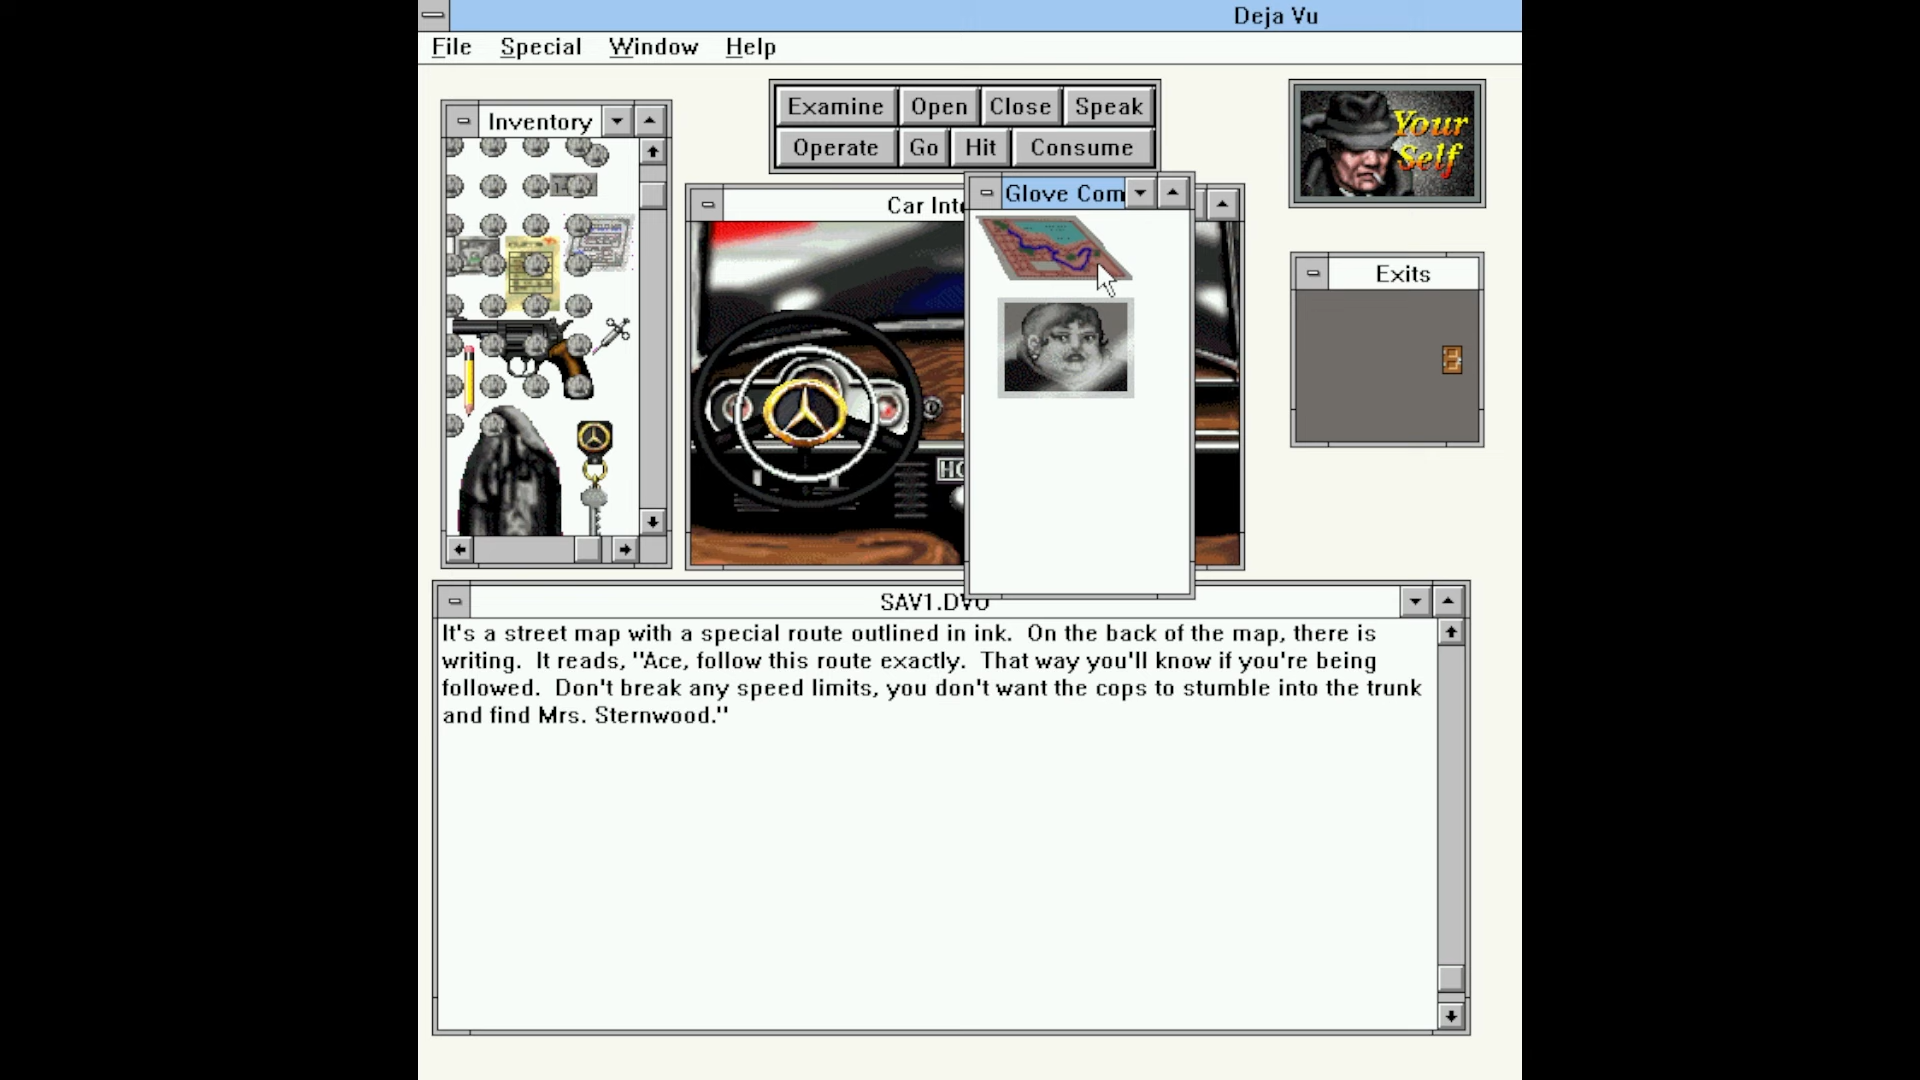 Deja Vu
File Special Window Help
Examine Open Close Speak
Operate Go Hit Consume
Your
Self
Inventory
Car Inte
Glove Com
Exits
HO
SAV1.DVU
It's a street map with a special route outlined in ink.  On the back of the map, there is
writing.  It reads, "Ace, follow this route exactly.  That way you'll know if you're being
followed.  Don't break any speed limits, you don't want the cops to stumble into the trunk
and find Mrs. Sternwood."